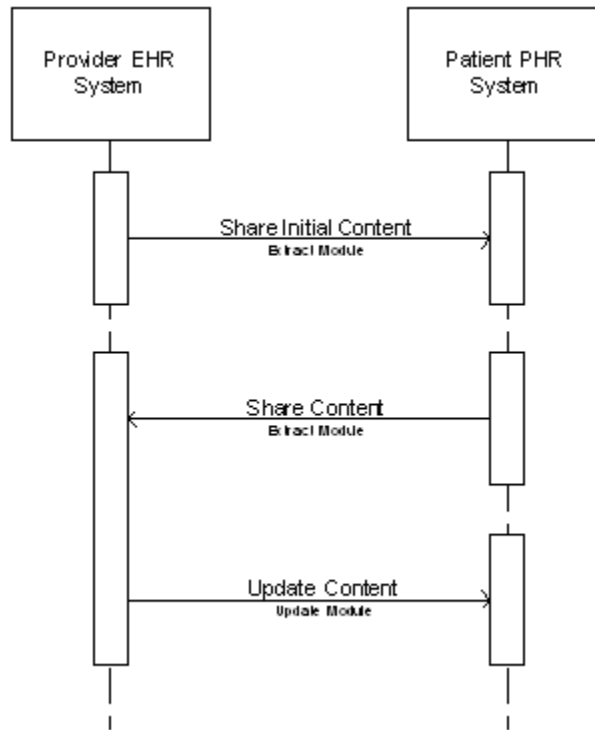 Provider EHR
System
Patient PHR
System
Share Initial Content
Extract Module
Share Content
Extract Module
Update Content
Update Module